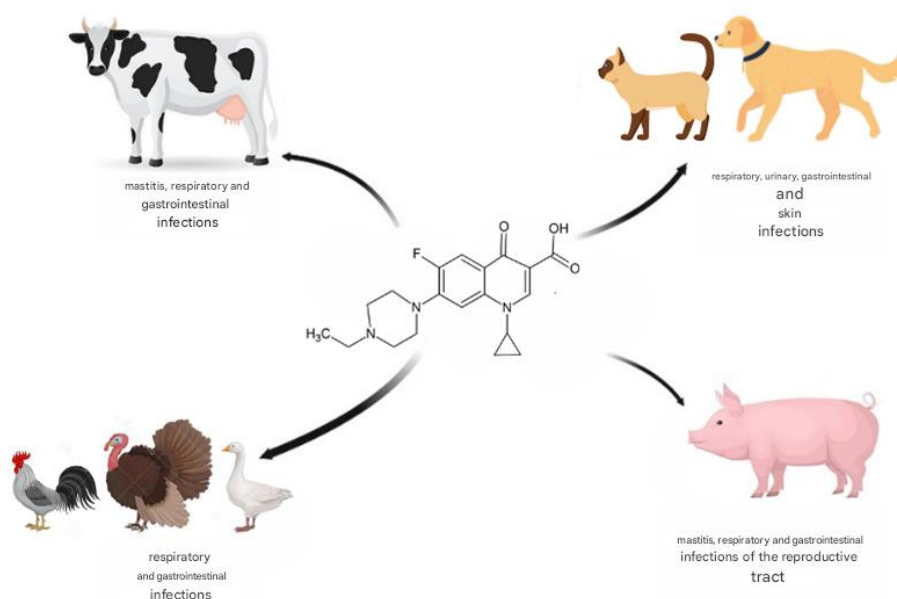 mastitis, respiratory and
gastrointestinal
infections
respiratory, urinary, gastrointestinal
and
skin
infections
O
OH
F
O
N
N
N
H₃C
respiratory
and gastrointestinal
infections
mastitis, respiratory and gastrointestinal
infections of the reproductive
tract